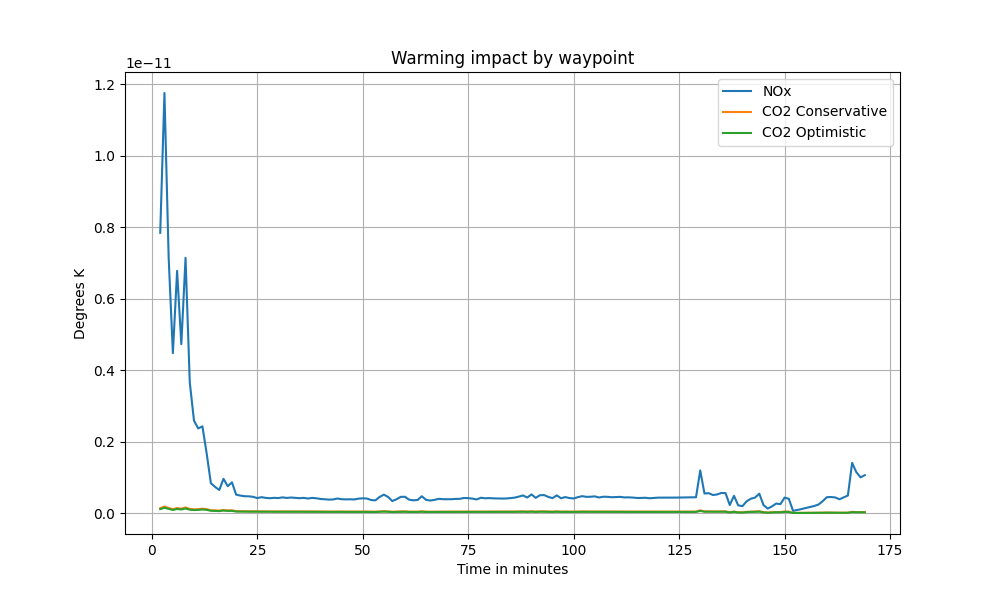 Warming impact by waypoint
1e−11
1.2
1.0
0.8
0.6
0.4
0.2
0.0
Degrees K
NOx
CO2 Conservative
CO2 Optimistic
0 25 50 75 100 125 150 175
Time in minutes